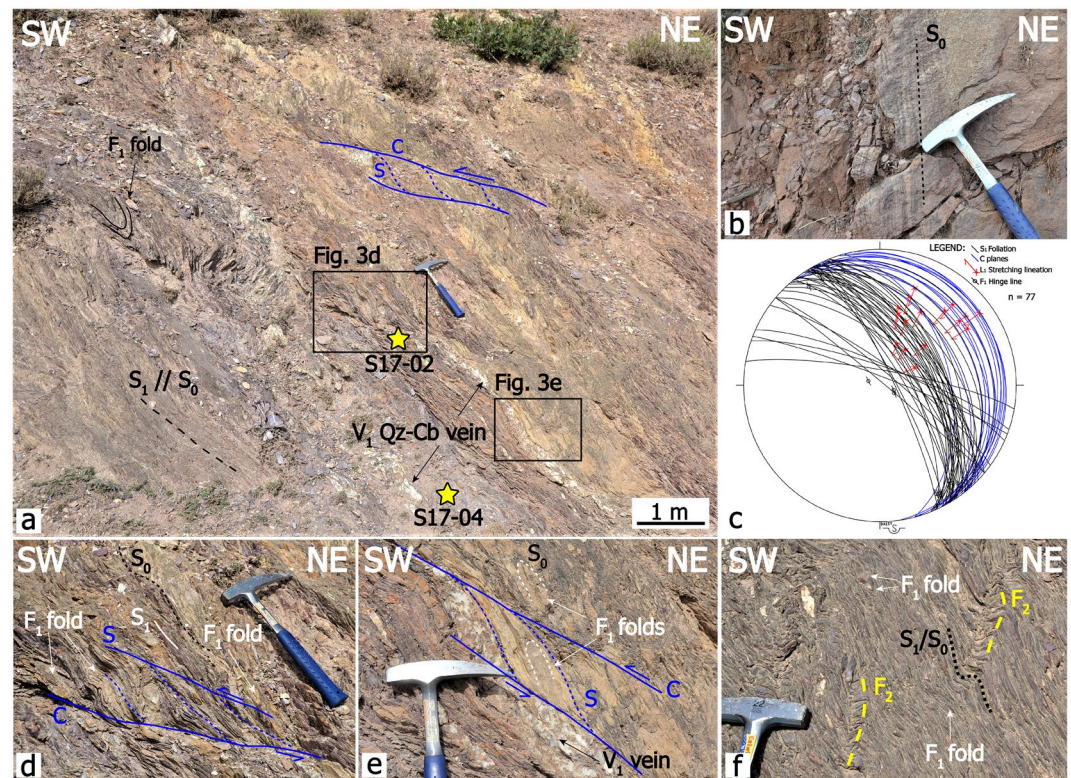 SW
NE
F1 fold
C
S
Fig. 3d
S17-02
Fig. 3e
S1 // S0
V1 Qz-Cb vein
S17-04
1 m
a
SW
S0
NE
b
LEGEND:
S1 Foliation
C planes
L1 Stretching lineation
F1 Hinge line
n = 77
S
c
SW
NE
S0
F1 fold
S
S1
F1 fold
C
d
SW
NE
S0
F1 folds
S
C
V1 vein
e
SW
NE
F1 fold
F2
S1/S0
F2
F1 fold
22
f